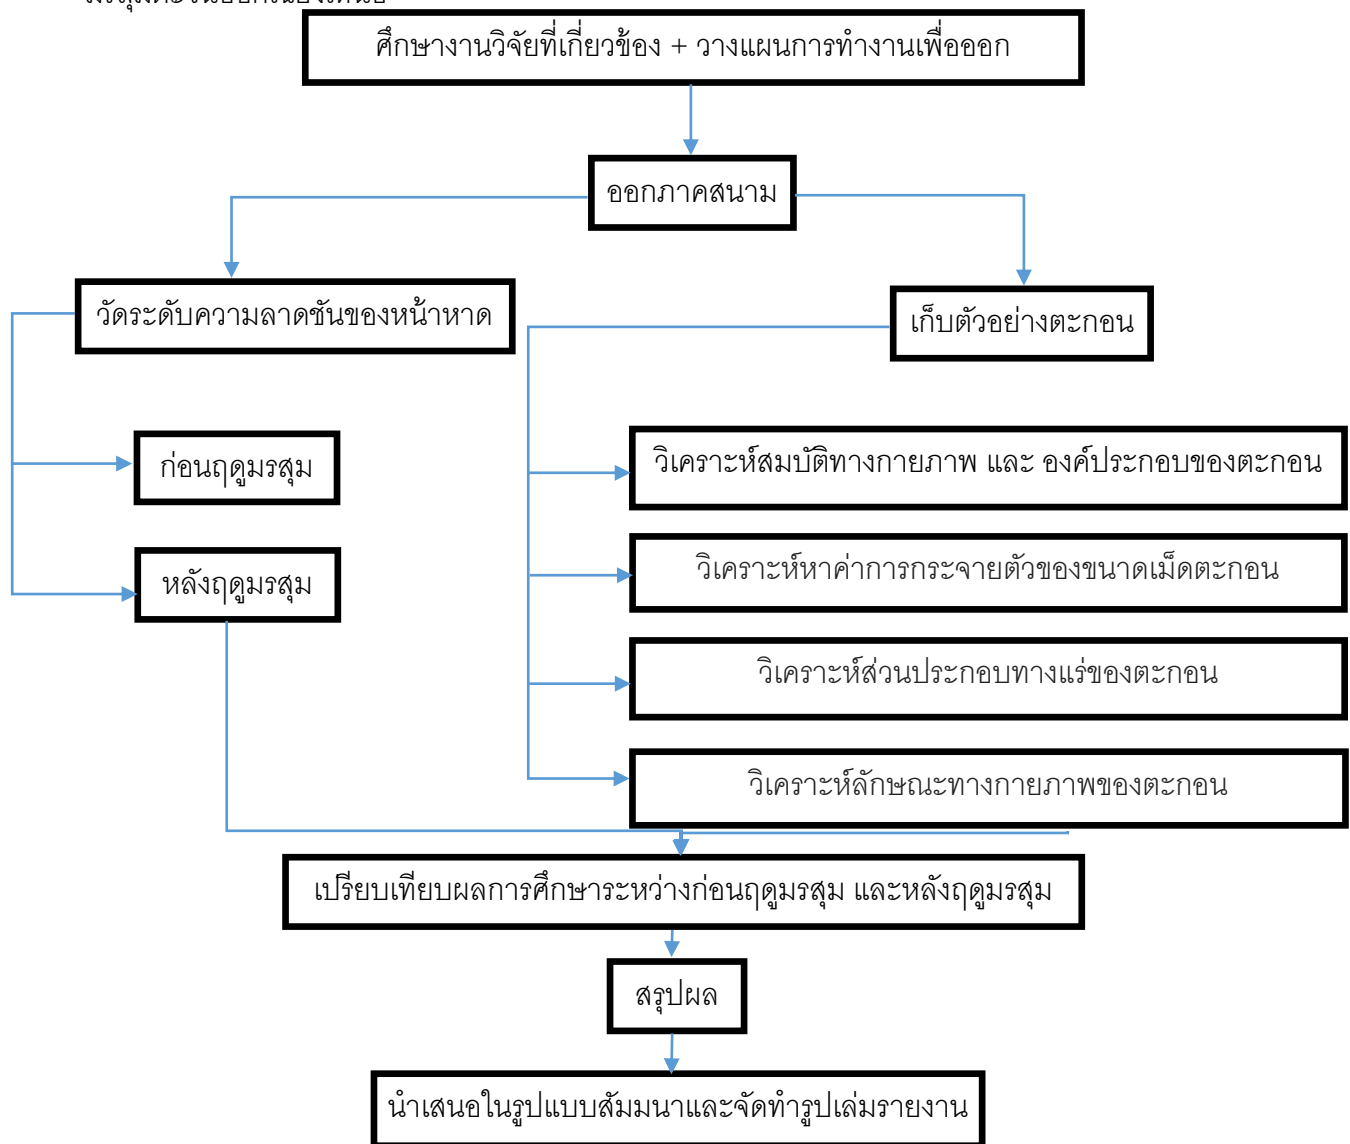 ศึกษางานวิจัยที่เกี่ยวข้อง + วางแผนการทำงานเพื่อออก
ออกภาคสนาม
วัดระดับความลาดชันของหน้าหาด
เก็บตัวอย่างตะกอน
ก่อนฤดูมรสุม
หลังฤดูมรสุม
วิเคราะห์สมบัติทางกายภาพ และ องค์ประกอบของตะกอน
วิเคราะห์หาค่าการกระจายตัวของขนาดเม็ดตะกอน
วิเคราะห์ส่วนประกอบทางแร่ของตะกอน
วิเคราะห์ลักษณะทางกายภาพของตะกอน
เปรียบเทียบผลการศึกษาระหว่างก่อนฤดูมรสุม และหลังฤดูมรสุม
สรุปผล
นำเสนอในรูปแบบสัมมนาและจัดทำรูปเล่มรายงาน